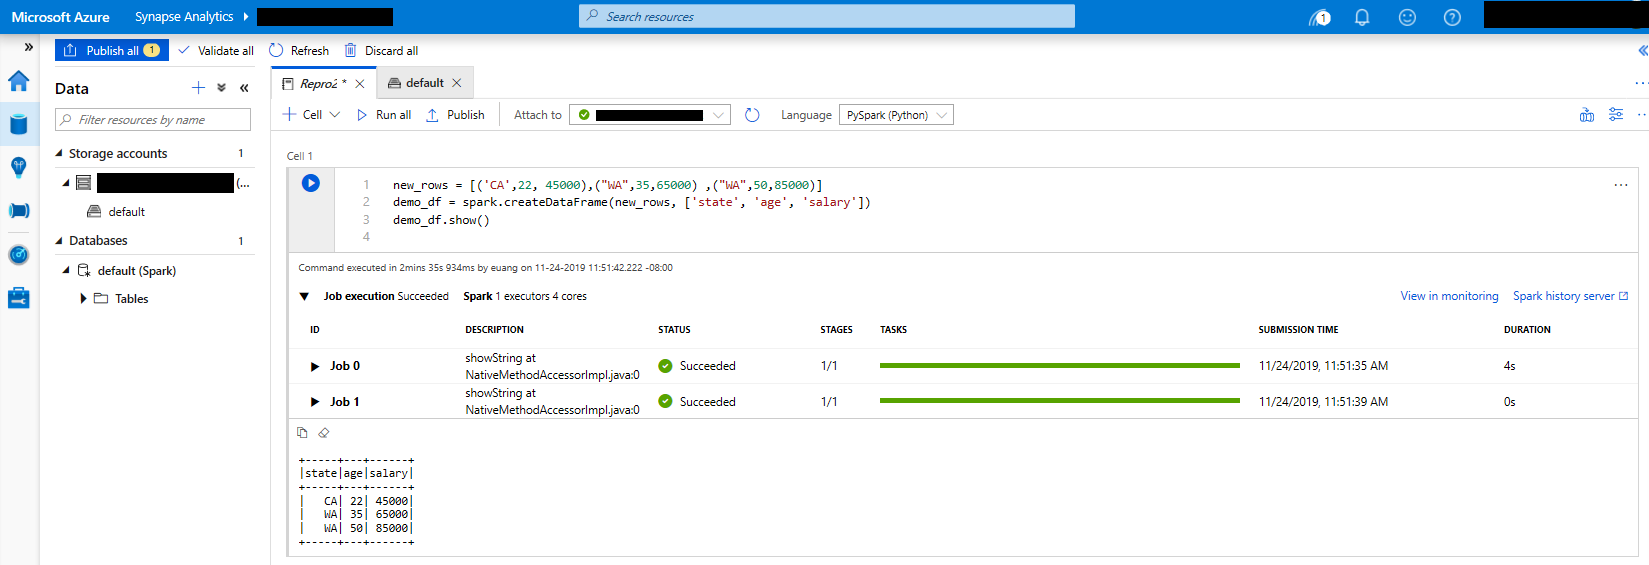 Microsoft Azure Synapse Analytics
Search resources
1
Publish all 1 Validate all Refresh Discard all
Data
Filter resources by name
Storage accounts 1
(...
default
Databases 1
default (Spark)
Tables
Repro2 * default
Cell Run all Publish Attach to Language PySpark (Python)
Cell 1
1 new_rows = [('CA',22, 45000),("WA",35,65000) ,("WA",50,85000)]
2 demo_df = spark.createDataFrame(new_rows, ['state', 'age', 'salary'])
3 demo_df.show()
4
Command executed in 2mins 35s 934ms by euang on 11-24-2019 11:51:42.222 -08:00
Job execution Succeeded Spark 1 executors 4 cores View in monitoring Spark history server
ID DESCRIPTION STATUS STAGES TASKS SUBMISSION TIME DURATION
Job 0 showString at NativeMethodAccessorImpl.java:0 Succeeded 1/1 11/24/2019, 11:51:35 AM 4s
Job 1 showString at NativeMethodAccessorImpl.java:0 Succeeded 1/1 11/24/2019, 11:51:39 AM 0s
+-----+---+------+
|state|age|salary|
+-----+---+------+
|   CA| 22| 45000|
|   WA| 35| 65000|
|   WA| 50| 85000|
+-----+---+------+